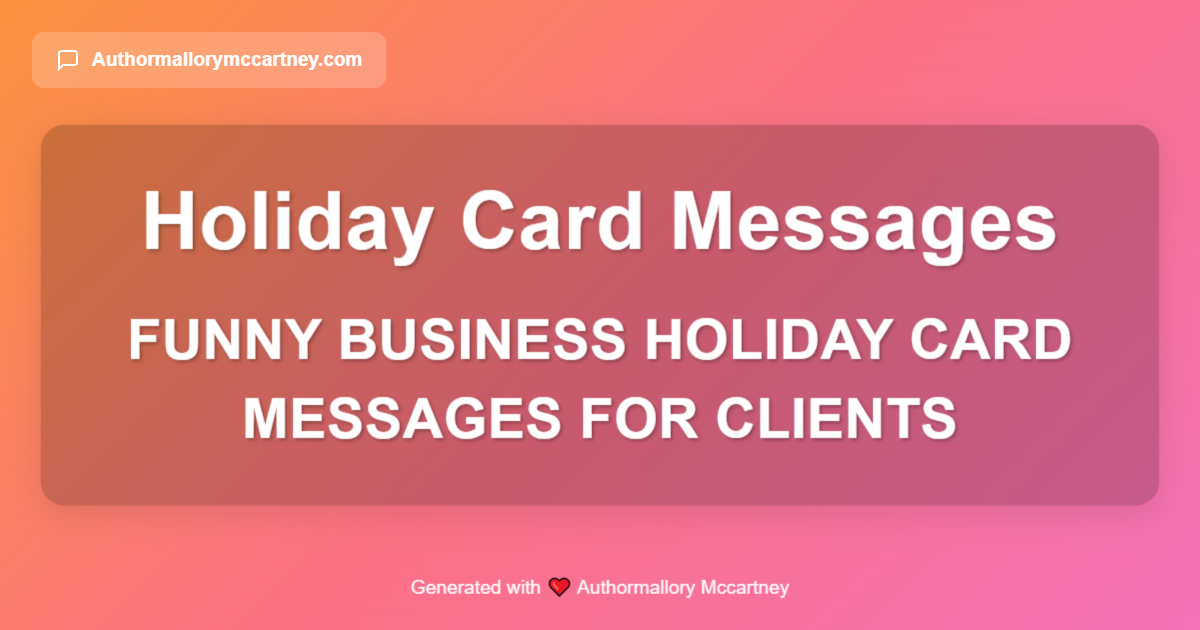 Authormallorymccartney.com
Holiday Card Messages
FUNNY BUSINESS HOLIDAY CARD
MESSAGES FOR CLIENTS
Generated with ❤️ Authormallory Mccartney